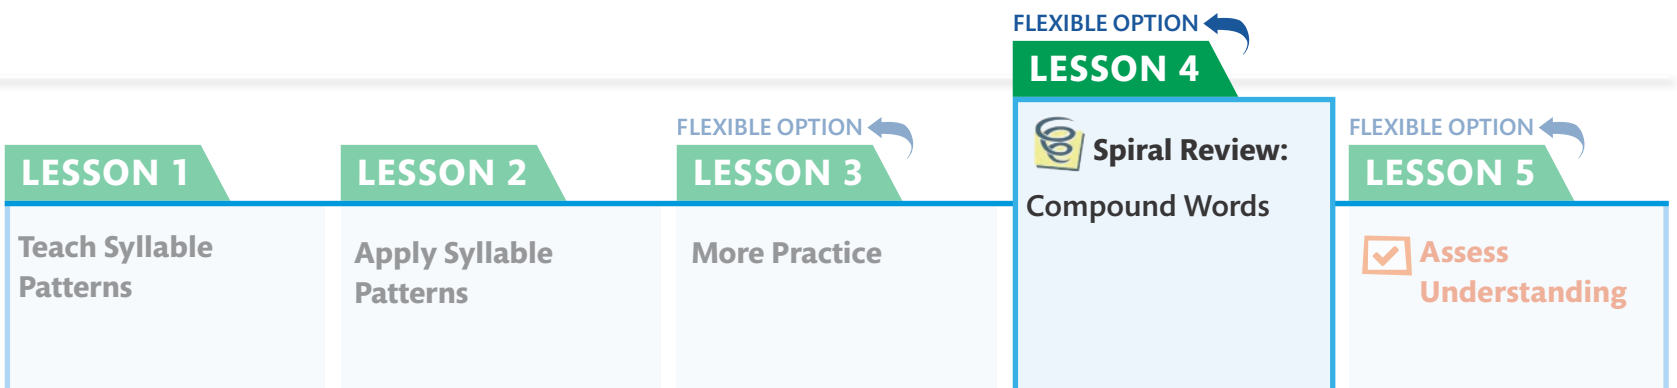 LESSON 1
Teach Syllable
Patterns
LESSON 2
Apply Syllable
Patterns
FLEXIBLE OPTION
LESSON 3
More Practice
FLEXIBLE OPTION
LESSON 4
Spiral Review:
Compound Words
FLEXIBLE OPTION
LESSON 5
Assess
Understanding